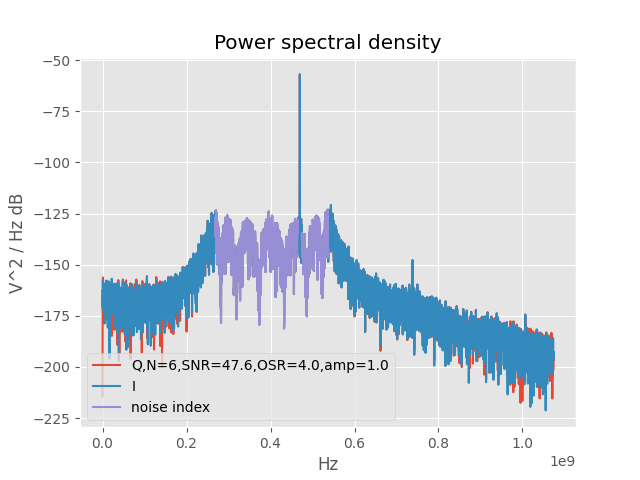 Power spectral density
V^2 / Hz dB
−50
−75
−100
−125
−150
−175
−200
−225
Q,N=6,SNR=47.6,OSR=4.0,amp=1.0
I
noise index
0.0 0.2 0.4 0.6 0.8 1.0
1e9
Hz